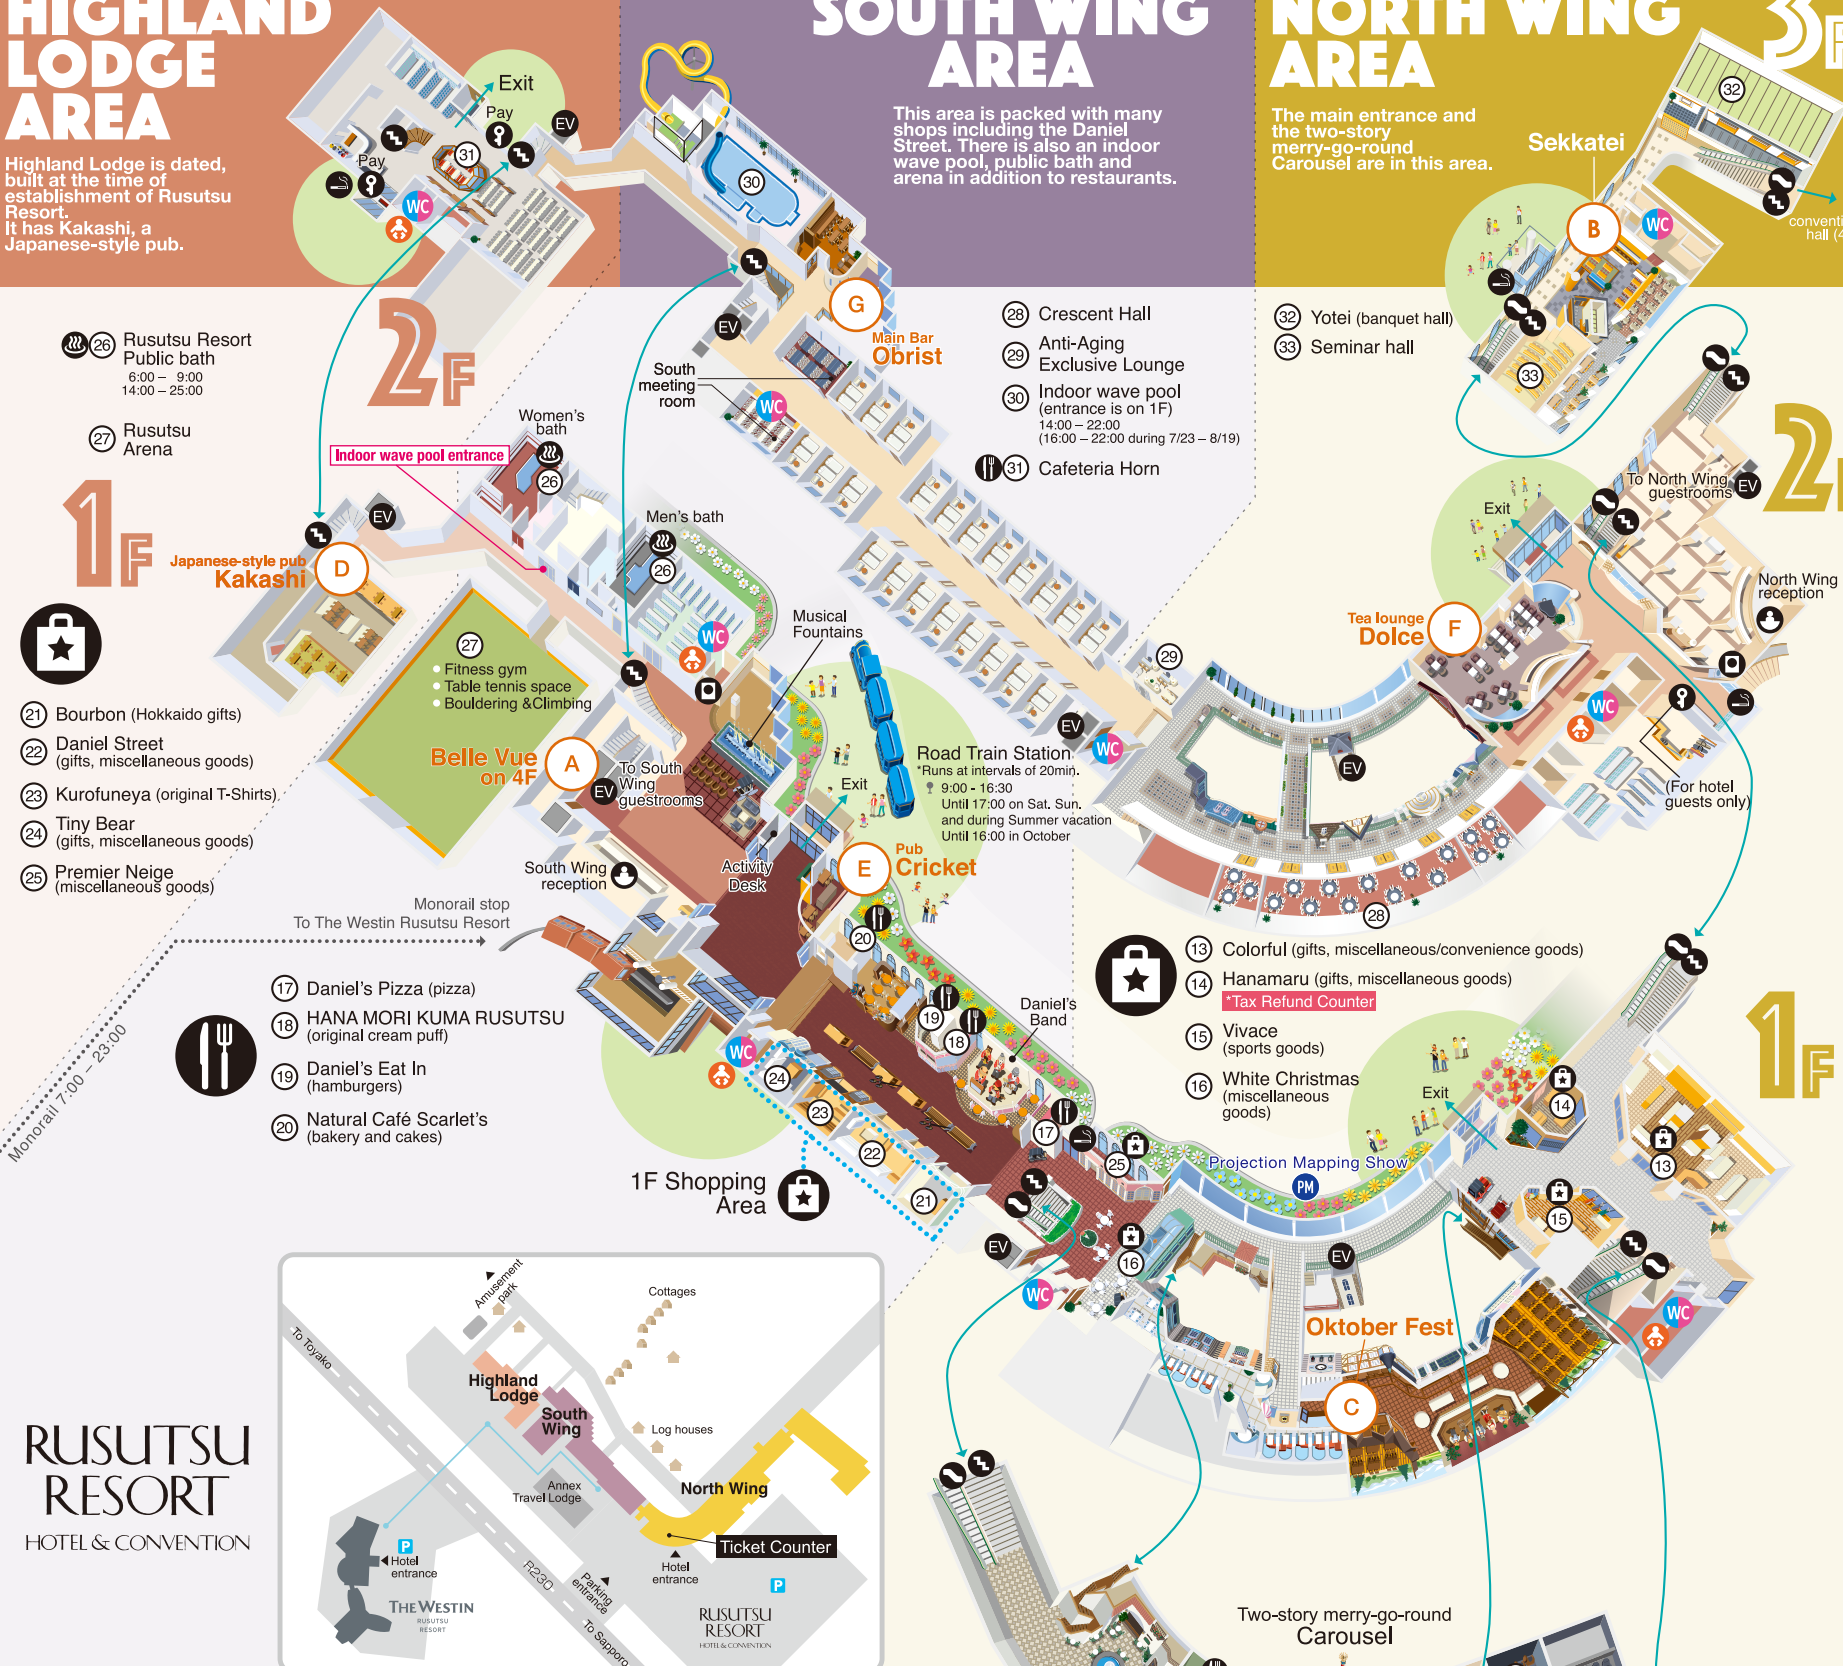 HIGHLAND
LODGE
AREA
Highland Lodge is dated,
built at the time of
establishment of Rusutsu
Resort.
It has Kakashi, a
Japanese-style pub.
SOUTH WING
AREA
This area is packed with many
shops including the Daniel
Street. There is also an indoor
wave pool, public bath and
arena in addition to restaurants.
NORTH WING
AREA
The main entrance and
the two-story
merry-go-round
Carousel are in this area.
3F
32
Sekkatei
B
WC
hall (4
33
Exit
Pay
EV
31
Pay
WC
30
G
Main Bar
Obrist
EV
South
meeting
room
WC
2F
26 Rusutsu Resort
Public bath
6:00 – 9:00
14:00 – 25:00
27 Rusutsu
Arena
28 Crescent Hall
29 Anti-Aging
Exclusive Lounge
30 Indoor wave pool
(entrance is on 1F)
14:00 – 22:00
(16:00 – 22:00 during 7/23 – 8/19)
31 Cafeteria Horn
32 Yotei (banquet hall)
33 Seminar hall
2
To North Wing
guestrooms
EV
Exit
North Wing
reception
Tea lounge
Dolce
F
WC
(For hotel
guests only)
Women's
bath
26
Indoor wave pool entrance
Men's bath
26
1F
EV
Japanese-style pub
Kakashi
D
27
Fitness gym
Table tennis space
Bouldering &Climbing
WC
Musical
Fountains
29
EV
WC
EV
28
21 Bourbon (Hokkaido gifts)
22 Daniel Street
(gifts, miscellaneous goods)
23 Kurofuneya (original T-Shirts)
24 Tiny Bear
(gifts, miscellaneous goods)
25 Premier Neige
(miscellaneous goods)
Belle Vue
on 4F
A
EV
To South
Wing
guestrooms
Road Train Station
*Runs at intervals of 20min.
9:00 - 16:30
Until 17:00 on Sat. Sun.
and during Summer vacation
Until 16:00 in October
Exit
Pub
Cricket
E
Activity
Desk
South Wing
reception
Monorail stop
To The Westin Rusutsu Resort
Monorail 7:00 – 23:00
17 Daniel's Pizza (pizza)
18 HANA MORI KUMA RUSUTSU
(original cream puff)
19 Daniel's Eat In
(hamburgers)
20 Natural Café Scarlet's
(bakery and cakes)
20
19
18
Daniel's
Band
17
25
WC
24
23
22
21
1F Shopping
Area
13 Colorful (gifts, miscellaneous/convenience goods)
14 Hanamaru (gifts, miscellaneous goods)
*Tax Refund Counter
15 Vivace
(sports goods)
16 White Christmas
(miscellaneous
goods)
1F
Exit
14
13
15
Projection Mapping Show
PM
EV
16
EV
WC
WC
Oktober Fest
C
Two-story merry-go-round
Carousel
RUSUTSU
RESORT
HOTEL & CONVENTION
Amusement
park
Cottages
To Toyako
Highland
Lodge
South
Wing
Log houses
Annex
Travel Lodge
North Wing
Ticket Counter
P
Hotel
entrance
Hotel
entrance
P
R230
Parking
entrance
To Sapporo
THE WESTIN
RUSUTSU
RESORT
RUSUTSU
RESORT
HOTEL & CONVENTION